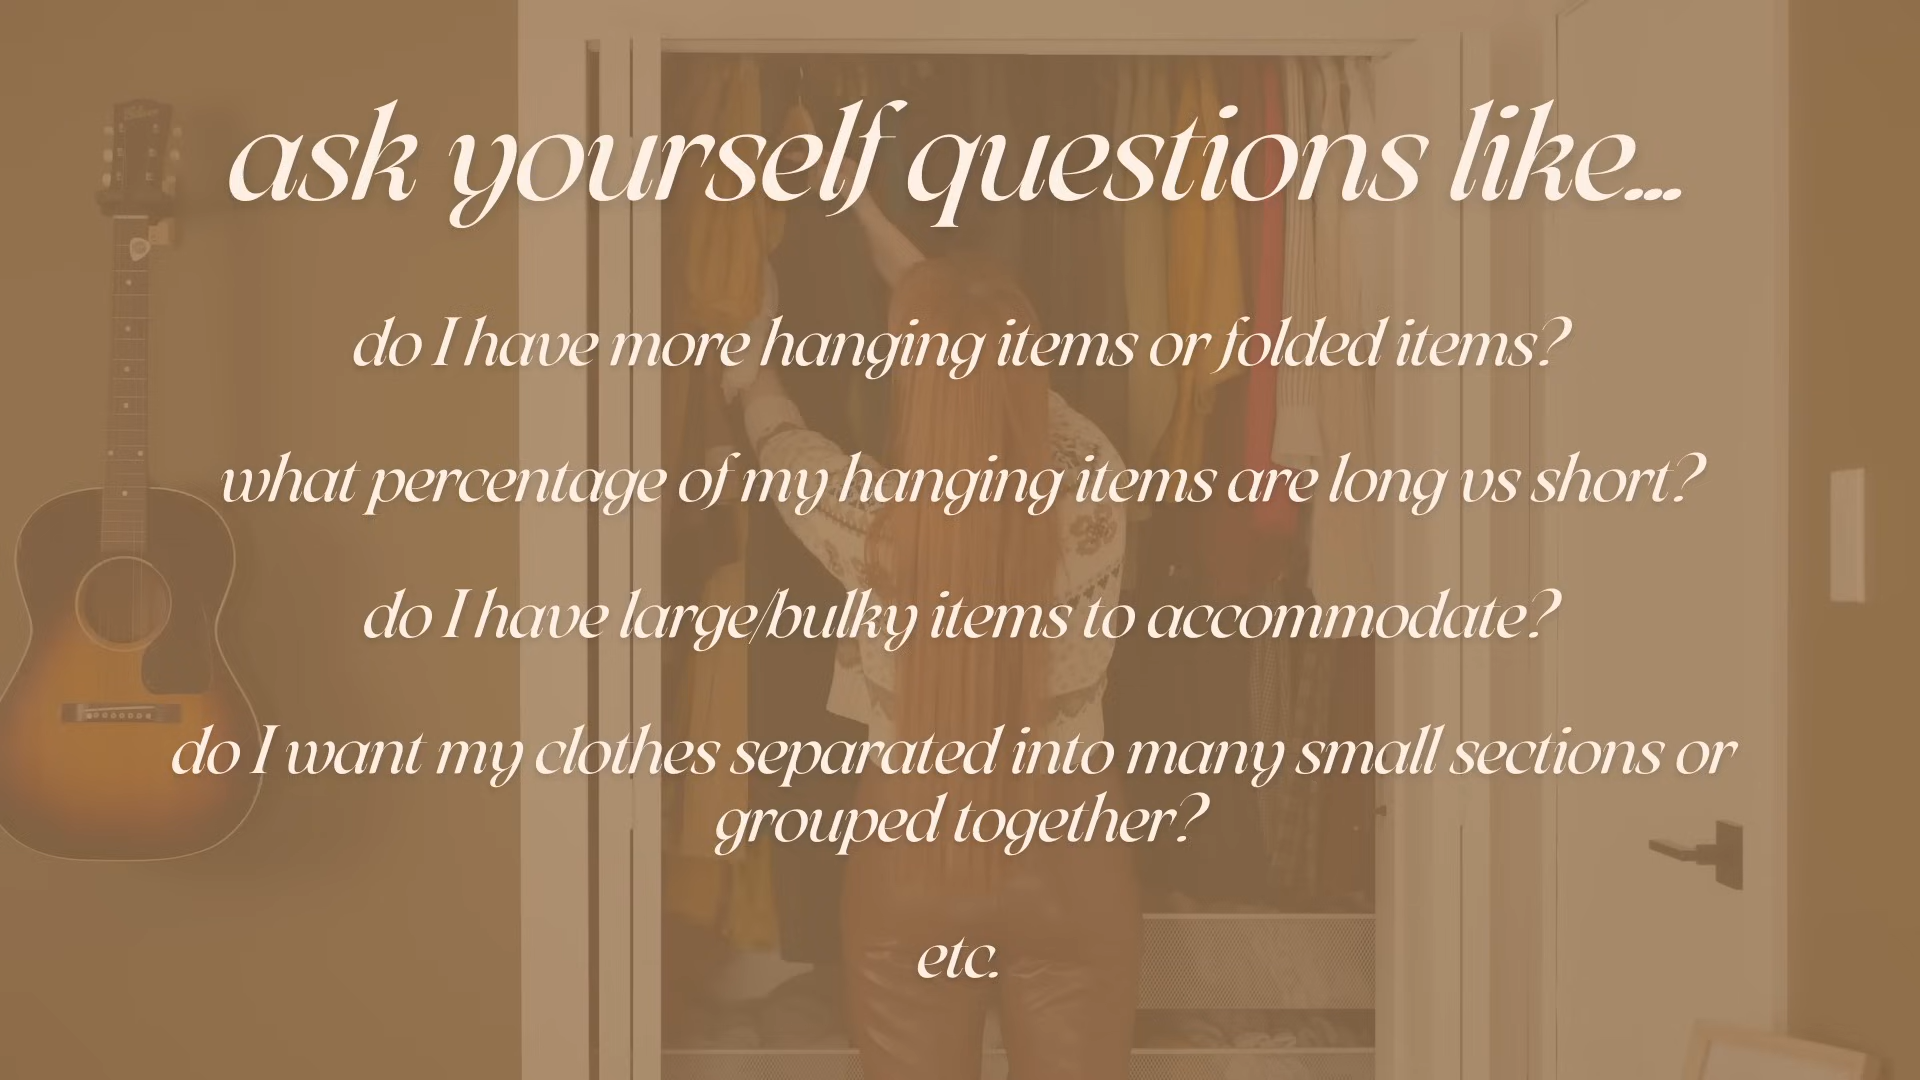 ask yourself questions like...
do I have more hanging items or folded items?
what percentage of my hanging items are long vs short?
do I have large/bulky items to accommodate?
do I want my clothes separated into many small sections or
grouped together?
etc.